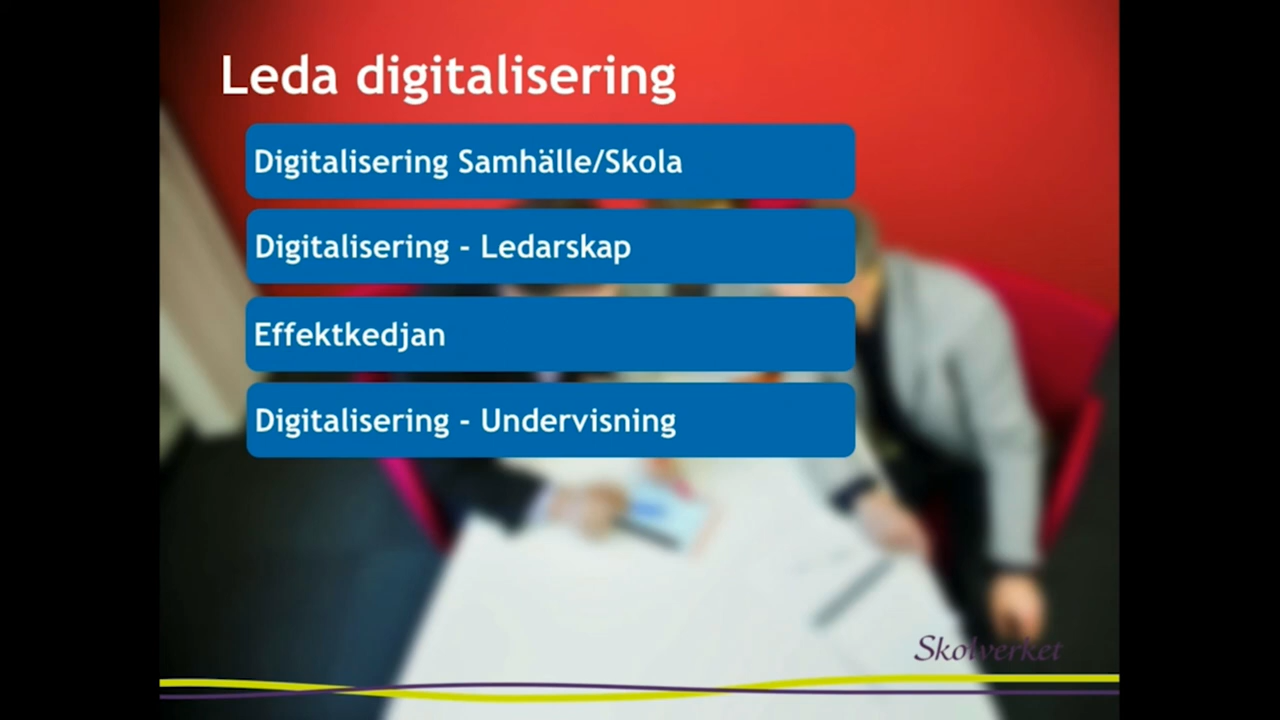 Leda digitalisering
Digitalisering Samhälle/Skola
Digitalisering - Ledarskap
Effektkedjan
Digitalisering - Undervisning
Skolverket